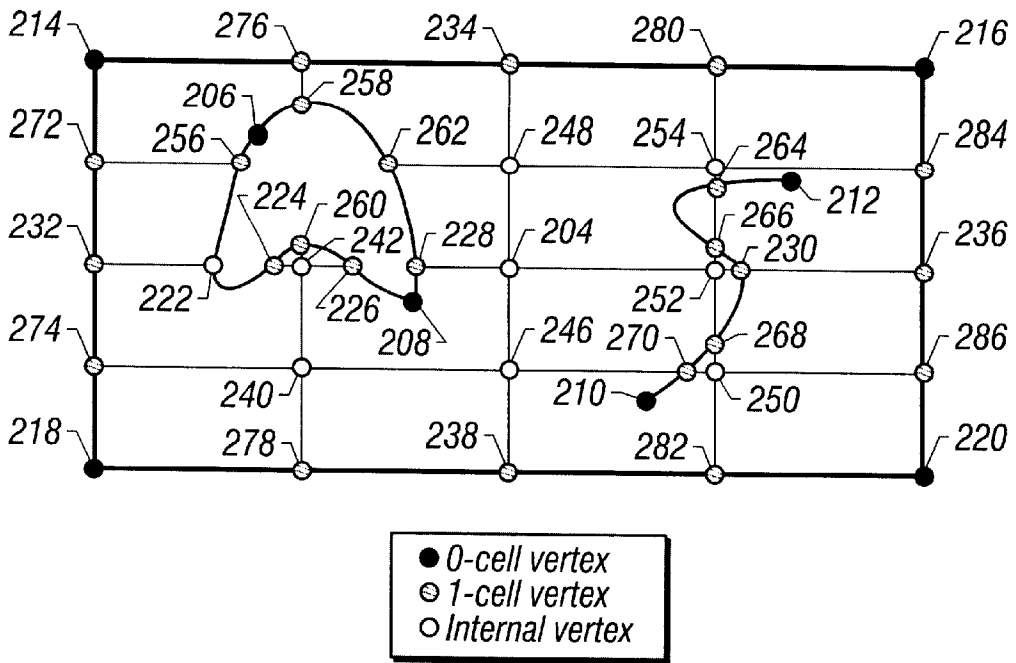 214 276 234 280 216
206 258
272 256 262 248 254 264 284
224 260 212
232 242 228 204 266 230 236
222 226 252
274 208 270 268 286
240 246 210 250
218 278 238 282 220
0-cell vertex
1-cell vertex
Internal vertex